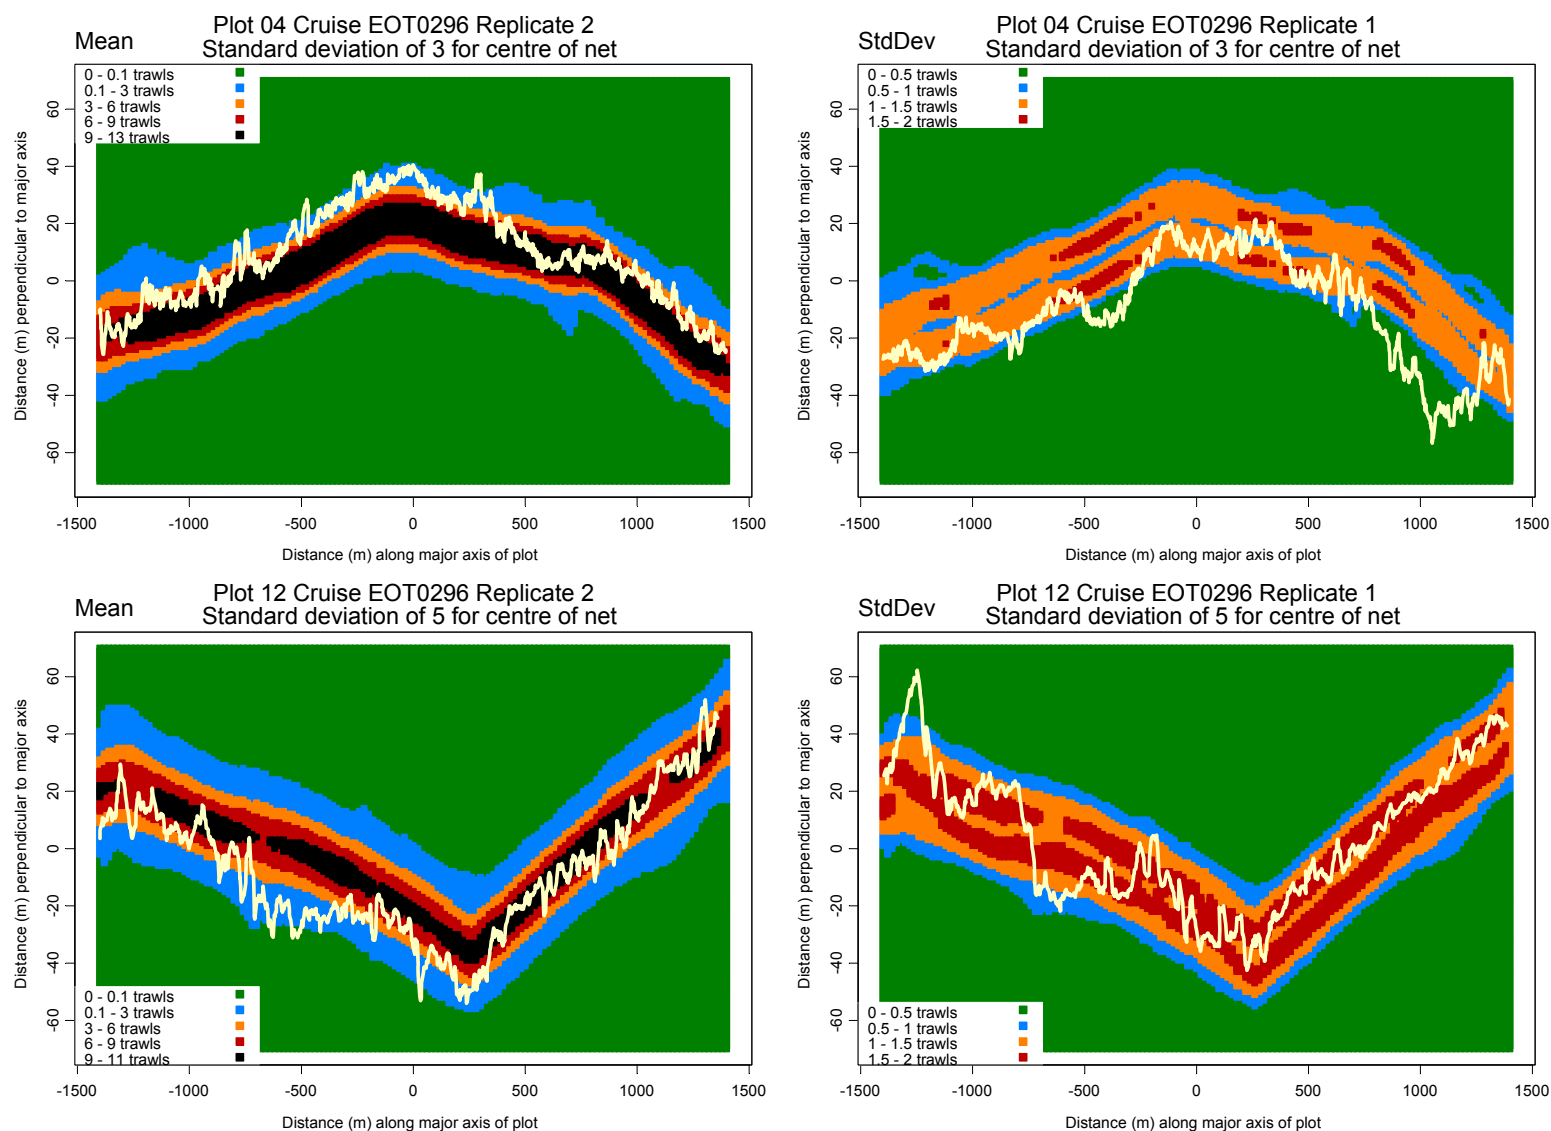 Mean
Plot 04 Cruise EOT0296 Replicate 2
Standard deviation of 3 for centre of net
0 - 0.1 trawls
0.1 - 3 trawls
3 - 6 trawls
6 - 9 trawls
9 - 13 trawls
Distance (m) perpendicular to major axis
60
40
20
0
-20
-40
-60
-1500 -1000 -500 0 500 1000 1500
Distance (m) along major axis of plot
StdDev
Plot 04 Cruise EOT0296 Replicate 1
Standard deviation of 3 for centre of net
0 - 0.5 trawls
0.5 - 1 trawls
1 - 1.5 trawls
1.5 - 2 trawls
Distance (m) perpendicular to major axis
60
40
20
0
-20
-40
-60
-1500 -1000 -500 0 500 1000 1500
Distance (m) along major axis of plot
Mean
Plot 12 Cruise EOT0296 Replicate 2
Standard deviation of 5 for centre of net
Distance (m) perpendicular to major axis
60
40
20
0
-20
-40
-60
0 - 0.1 trawls
0.1 - 3 trawls
3 - 6 trawls
6 - 9 trawls
9 - 11 trawls
-1500 -1000 -500 0 500 1000 1500
Distance (m) along major axis of plot
StdDev
Plot 12 Cruise EOT0296 Replicate 1
Standard deviation of 5 for centre of net
Distance (m) perpendicular to major axis
60
40
20
0
-20
-40
-60
0 - 0.5 trawls
0.5 - 1 trawls
1 - 1.5 trawls
1.5 - 2 trawls
-1500 -1000 -500 0 500 1000 1500
Distance (m) along major axis of plot